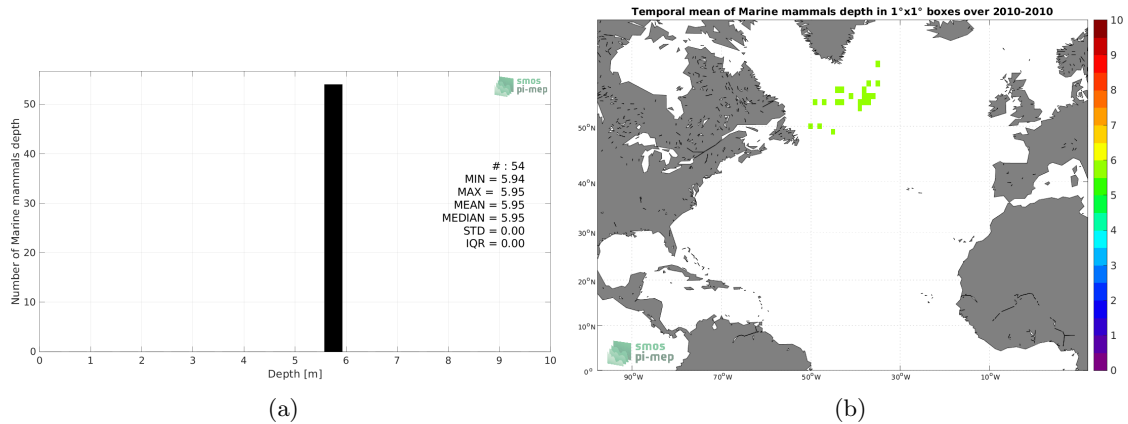 smos
pi-mep
50
40
30
20
10
0
Number of Marine mammals depth
# : 54
MIN = 5.94
MAX = 5.95
MEAN = 5.95
MEDIAN = 5.95
STD = 0.00
IQR = 0.00
0 1 2 3 4 5 6 7 8 9 10
Depth [m]
(a)
Temporal mean of Marine mammals depth in 1°x1° boxes over 2010-2010
50°N
40°N
30°N
20°N
10°N
0°
90°W 70°W 50°W 30°W 10°W
smos
pi-mep
10
9
8
7
6
5
4
3
2
1
0
(b)